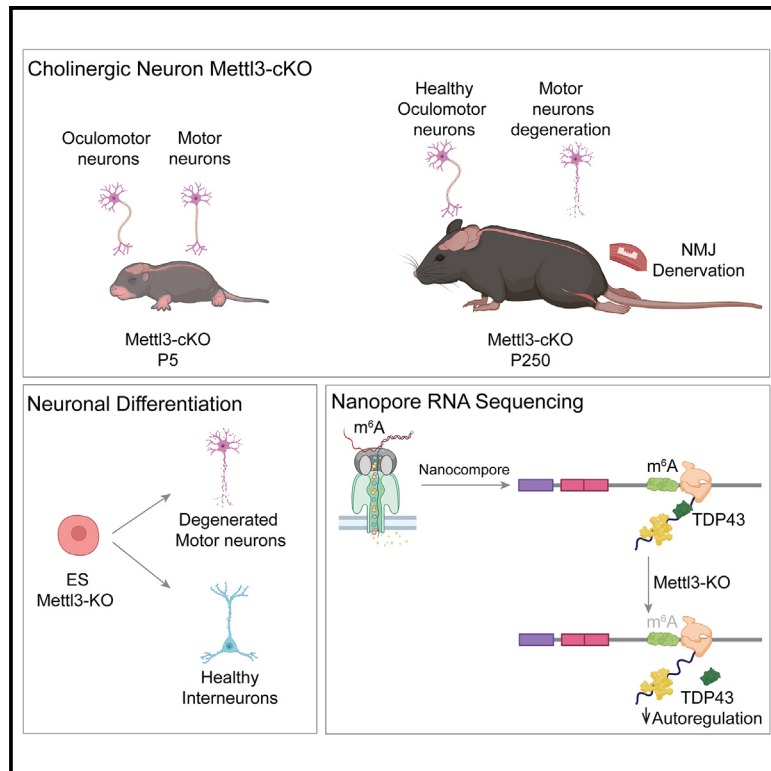 Cholinergic Neuron Mettl3-cKO
Oculomotor
neurons
Motor
neurons
Mettl3-cKO
P5
Healthy
Oculomotor
neurons
Motor
neurons
degeneration
NMJ
Denervation
Mettl3-cKO
P250
Neuronal Differentiation
ES
Mettl3-KO
Degenerated
Motor neurons
Healthy
Interneurons
Nanopore RNA Sequencing
m⁶A
Nanocompore
m⁶A
TDP43
Mettl3-KO
m⁶A
TDP43
↓Autoregulation